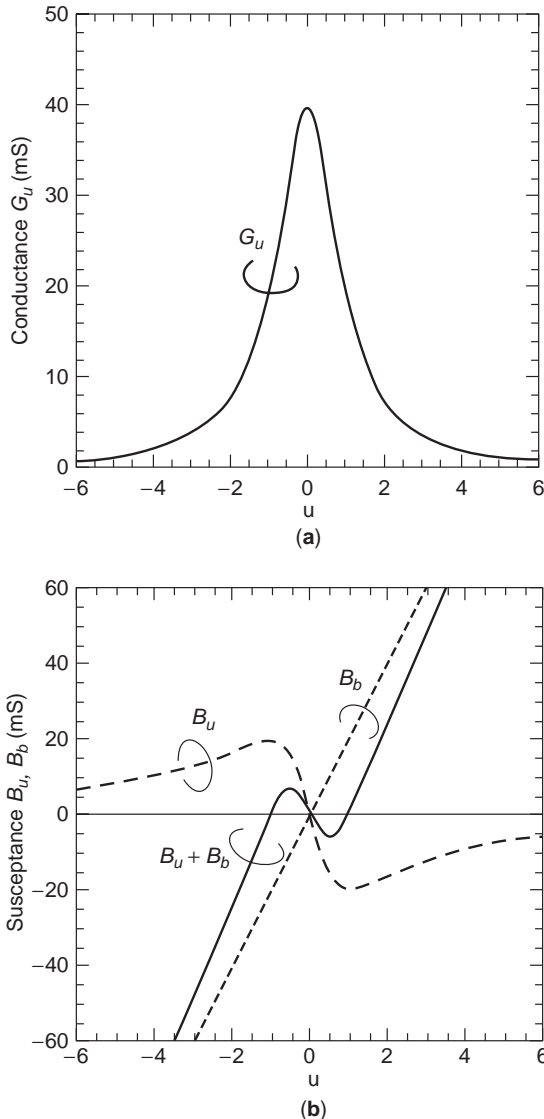 50
40
30
20
10
0
Conductance G_u (mS)
G_u
−6 −4 −2 0 2 4 6
u
(a)
60
40
20
0
−20
−40
−60
Susceptance B_u, B_b (mS)
B_b
B_u
B_u + B_b
−6 −4 −2 0 2 4 6
u
(b)